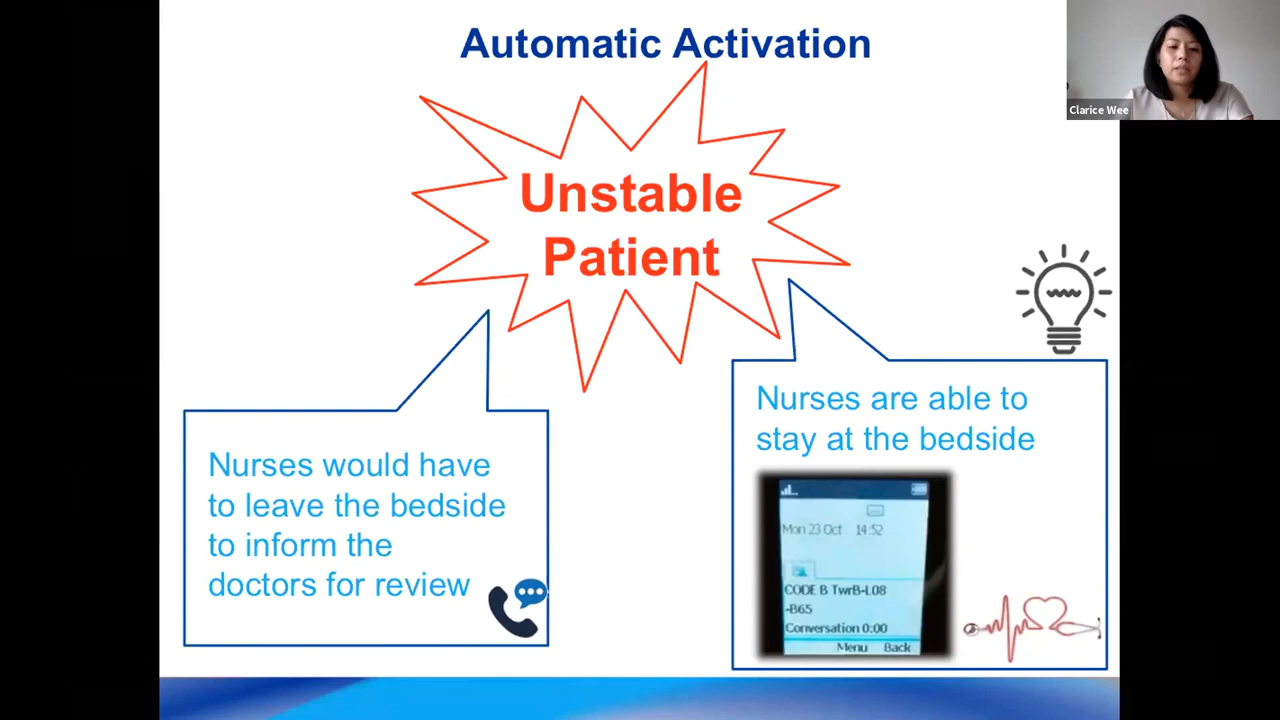 Automatic Activation
Clarice Wee
Unstable
Patient
Nurses would have
to leave the bedside
to inform the
doctors for review
Nurses are able to
stay at the bedside
Mon 23 Oct 14:52
CODE B TwrB-L08
-B65
Conversation 0:00
Menu Back